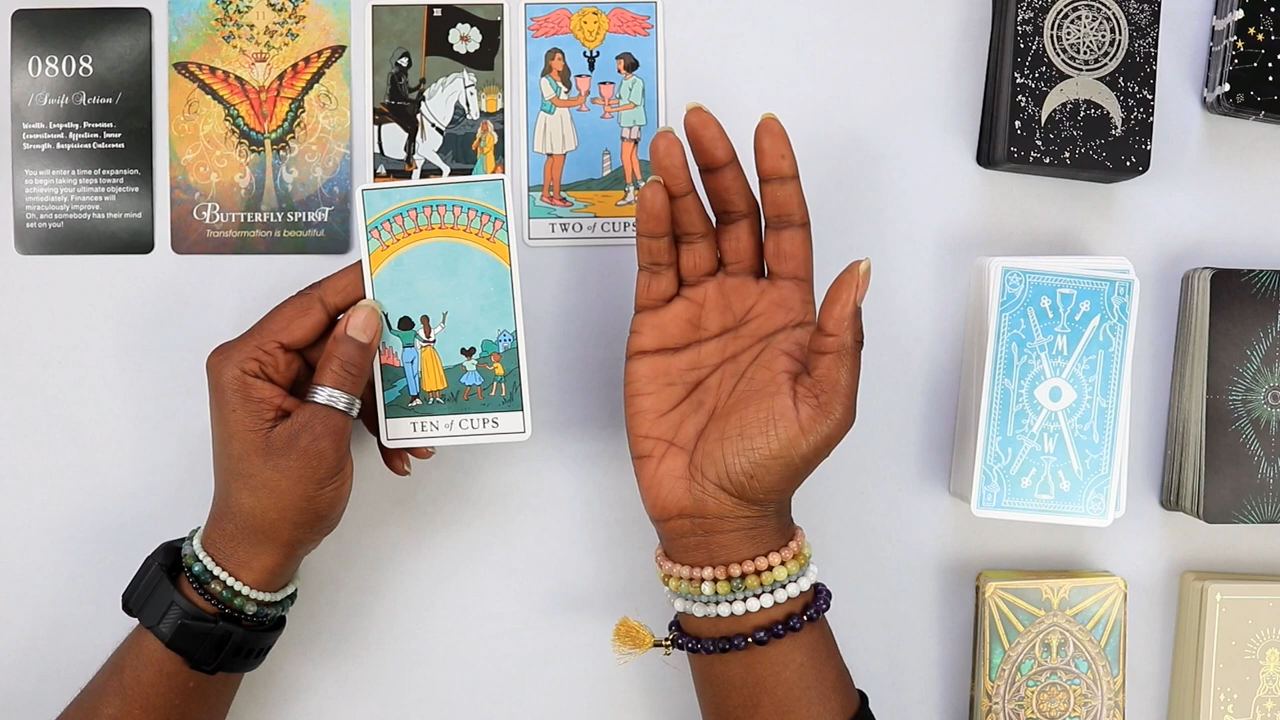 0808
/Swift Action/
Wealth. Empathy. Promises.
Commitment. Affection. Inner
Strength. Auspicious Outcomes
You will enter a time of expansion,
so begin taking steps toward
achieving your ultimate objective
immediately. Finances will
miraculously improve.
Oh, and somebody has their mind
set on you!
11
BUTTERFLY SPIRIT
Transformation is beautiful.
TWO of CUPS
TEN of CUPS
M
W